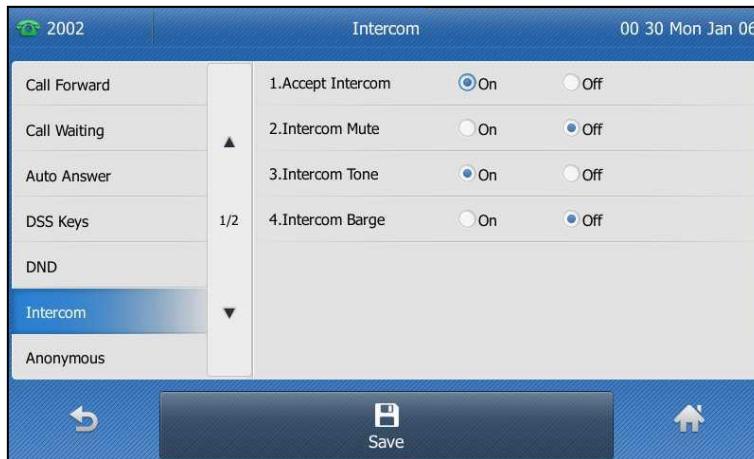 2002 Intercom 00 30 Mon Jan 06
Call Forward
Call Waiting
Auto Answer
DSS Keys
DND
Intercom
Anonymous
1/2
1.Accept Intercom On Off
2.Intercom Mute On Off
3.Intercom Tone On Off
4.Intercom Barge On Off
Save